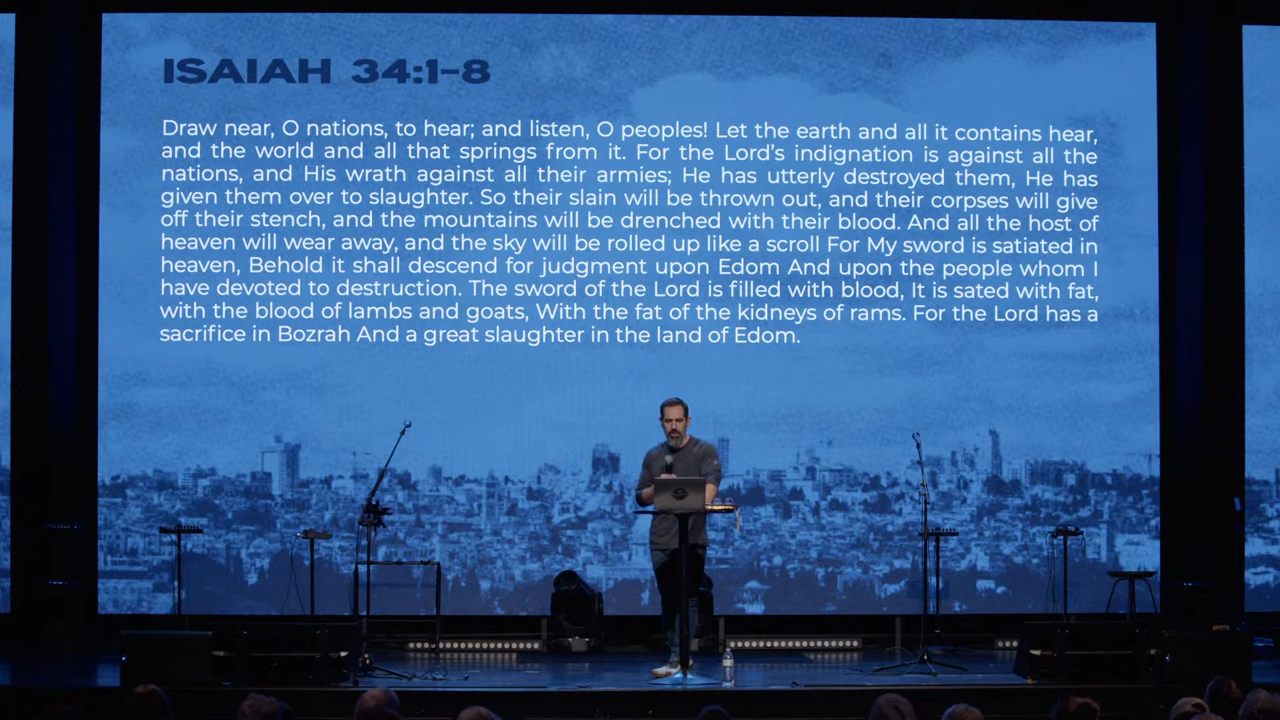 ISAIAH 34:1-8
Draw near, O nations, to hear; and listen, O peoples! Let the earth and all it contains hear,
and the world and all that springs from it. For the Lord's indignation is against all the
nations, and His wrath against all their armies; He has utterly destroyed them, He has
given them over to slaughter. So their slain will be thrown out, and their corpses will give
off their stench, and the mountains will be drenched with their blood. And all the host of
heaven will wear away, and the sky will be rolled up like a scroll For My sword is satiated in
heaven, Behold it shall descend for judgment upon Edom And upon the people whom I
have devoted to destruction. The sword of the Lord is filled with blood, It is sated with fat,
with the blood of lambs and goats, With the fat of the kidneys of rams. For the Lord has a
sacrifice in Bozrah And a great slaughter in the land of Edom.